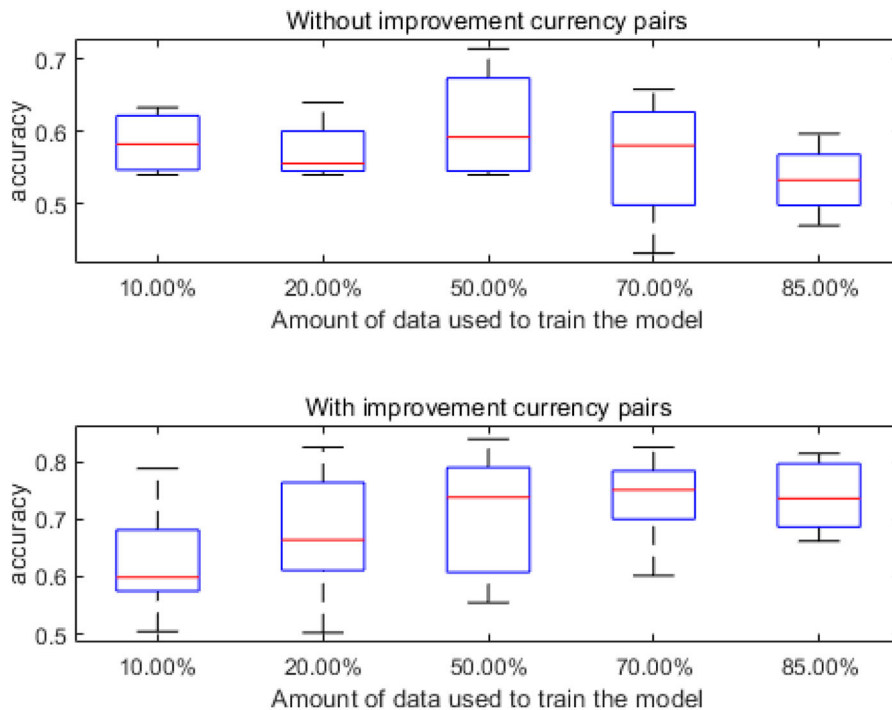 Without improvement currency pairs
0.7
0.6
0.5
accuracy
10.00% 20.00% 50.00% 70.00% 85.00%
Amount of data used to train the model
With improvement currency pairs
0.8
0.7
0.6
0.5
accuracy
10.00% 20.00% 50.00% 70.00% 85.00%
Amount of data used to train the model